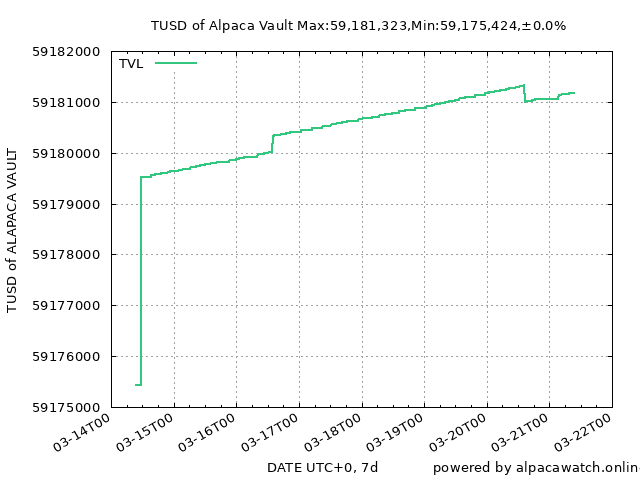 TUSD of Alpaca Vault Max:59,181,323,Min:59,175,424,±0.0%
TVL
59182000
59181000
59180000
59179000
59178000
59177000
59176000
59175000
TUSD of ALAPACA VAULT
03-14T00
03-15T00
03-16T00
03-17T00
03-18T00
03-19T00
03-20T00
03-21T00
03-22T00
DATE UTC+0, 7d
powered by alpacawatch.onlin